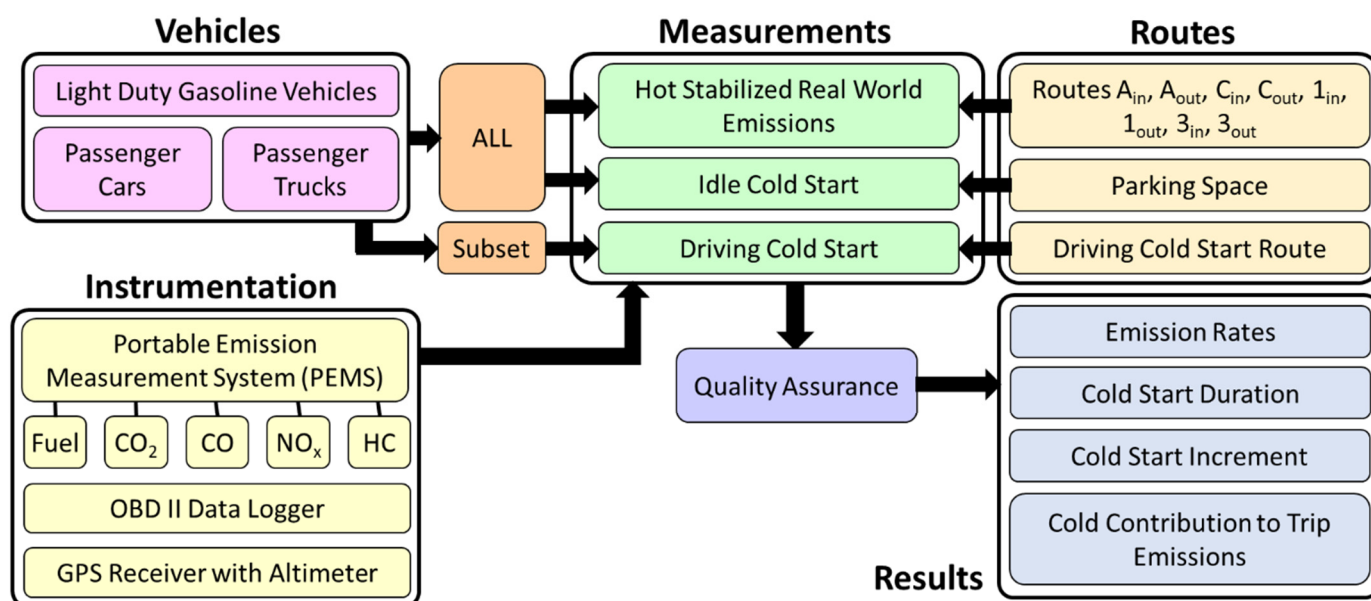 Vehicles
Light Duty Gasoline Vehicles
Passenger
Cars
Passenger
Trucks
ALL
Subset
Measurements
Hot Stabilized Real World
Emissions
Idle Cold Start
Driving Cold Start
Routes
Routes Aᵢₙ, Aₒᵤₜ, Cᵢₙ, Cₒᵤₜ, 1ᵢₙ,
1ₒᵤₜ, 3ᵢₙ, 3ₒᵤₜ
Parking Space
Driving Cold Start Route
Instrumentation
Portable Emission
Measurement System (PEMS)
Fuel
CO₂
CO
NOₓ
HC
OBD II Data Logger
GPS Receiver with Altimeter
Quality Assurance
Emission Rates
Cold Start Duration
Cold Start Increment
Cold Contribution to Trip
Emissions
Results